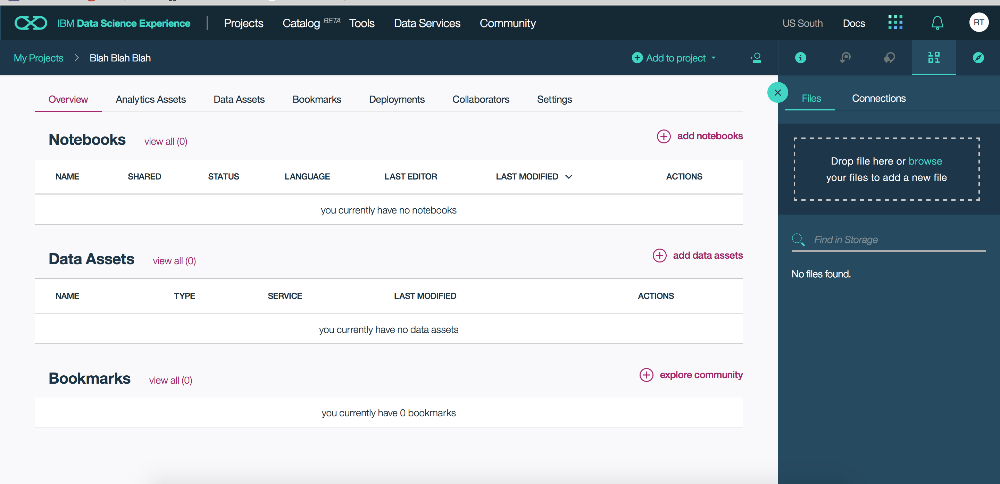 IBM Data Science Experience | Projects Catalog BETA Tools Data Services Community US South Docs RT
My Projects > Blah Blah Blah Add to project
Overview Analytics Assets Data Assets Bookmarks Deployments Collaborators Settings
Files Connections
Notebooks view all (0) add notebooks
NAME SHARED STATUS LANGUAGE LAST EDITOR LAST MODIFIED ACTIONS
you currently have no notebooks
Data Assets view all (0) add data assets
NAME TYPE SERVICE LAST MODIFIED ACTIONS
you currently have no data assets
Bookmarks view all (0) explore community
you currently have 0 bookmarks
Drop file here or browse
your files to add a new file
Find in Storage
No files found.